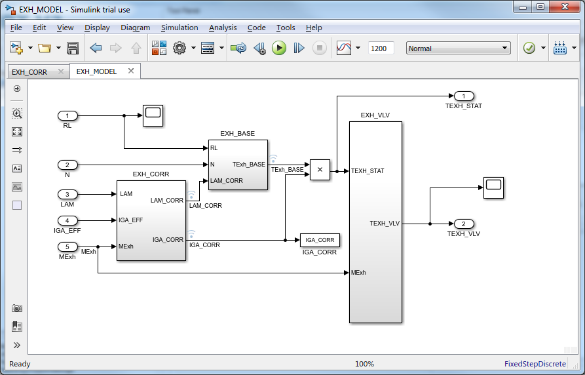 EXH_MODEL - Simulink trial use
File Edit View Display Diagram Simulation Analysis Code Tools Help
1200 Normal
EXH_CORR EXH_MODEL
1
RL
2
N
3
LAM
4
IGA_EFF
5
MExh
MExh
EXH_CORR
LAM
IGA_EFF
MExh
LAM_CORR
IGA_CORR
LAM_CORR
IGA_CORR
EXH_BASE
RL
N
LAM_CORR
TExh_BASE
TExh_BASE
×
IGA_CORR
IGA_CORR
EXH_VLV
TEXH_STAT
MExh
TEXH_VLV
1
TEXH_STAT
2
TEXH_VLV
Ready 100% FixedStepDiscrete